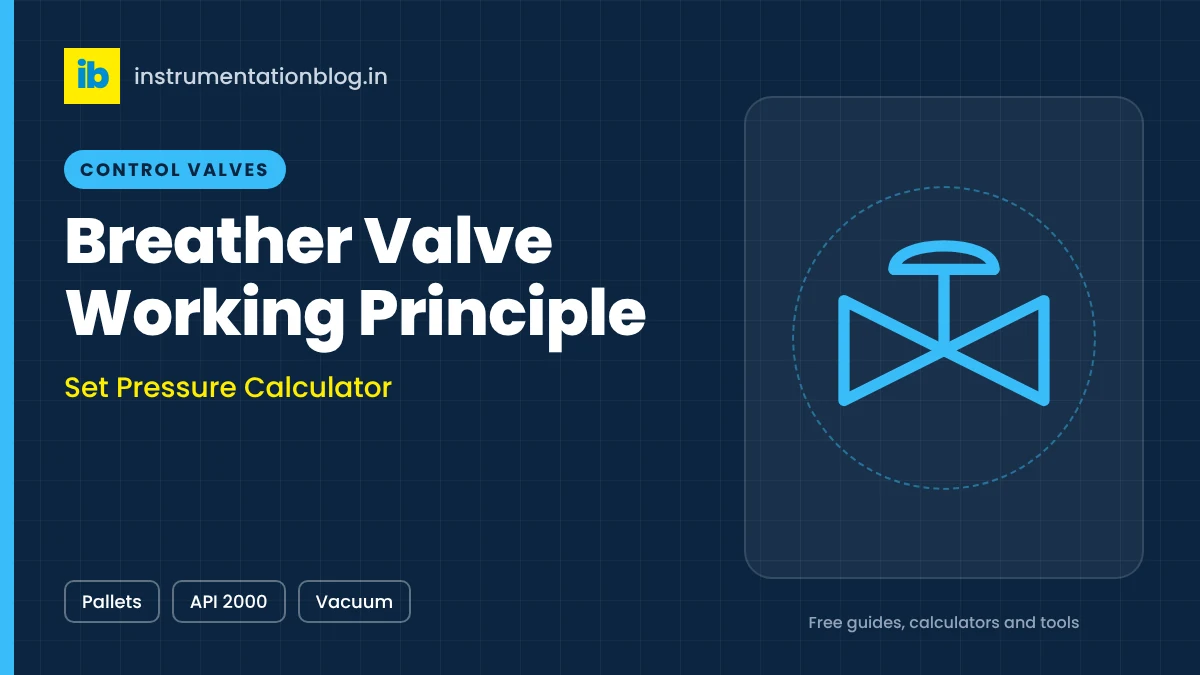 ib
instrumentationblog.in
CONTROL VALVES
Breather Valve
Working Principle
Set Pressure Calculator
Pallets
API 2000
Vacuum
Free guides, calculators and tools